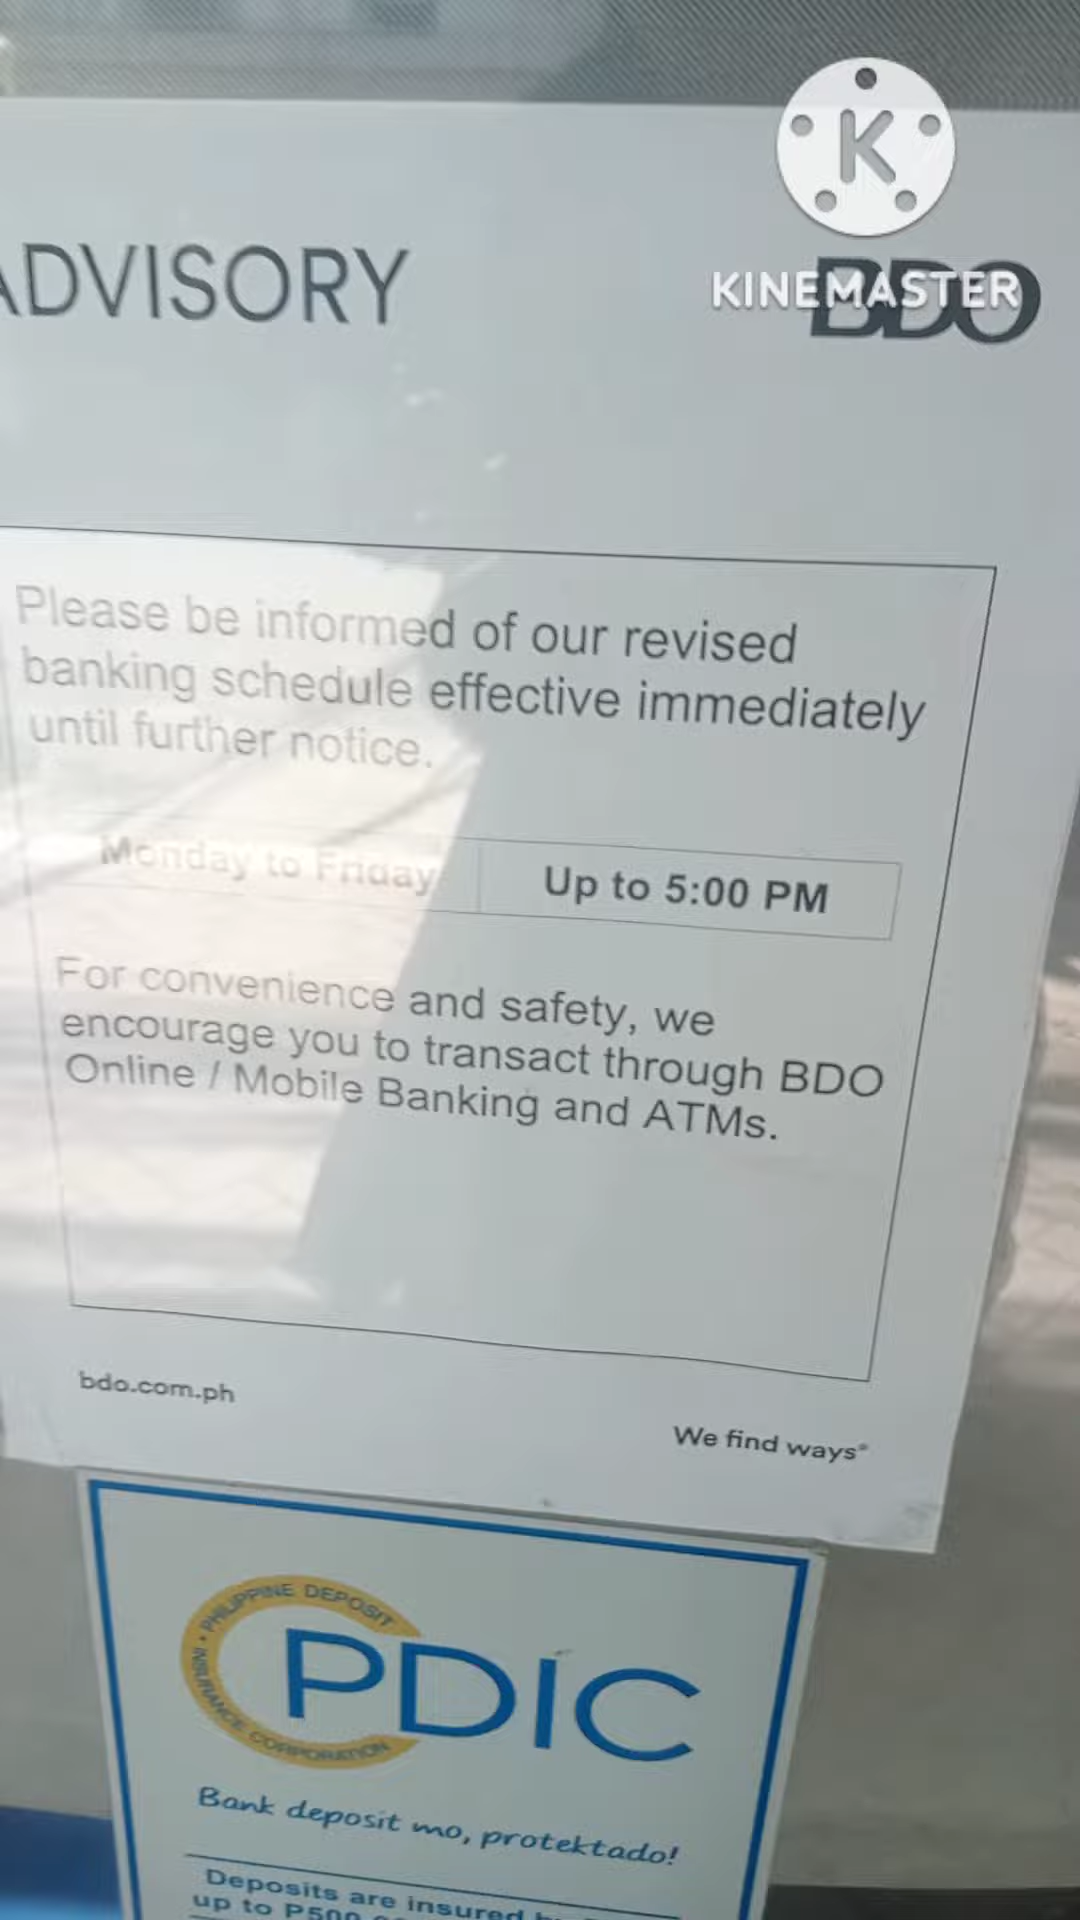 KINEMASTER
ADVISORY
BDO
Please be informed of our revised
banking schedule effective immediately
until further notice.
Monday to Friday
Up to 5:00 PM
For convenience and safety, we
encourage you to transact through BDO
Online / Mobile Banking and ATMs.
bdo.com.ph
We find ways®
PHILIPPINE DEPOSIT INSURANCE CORPORATION
PDIC
Bank deposit mo, protektado!
Deposits are insured
up to